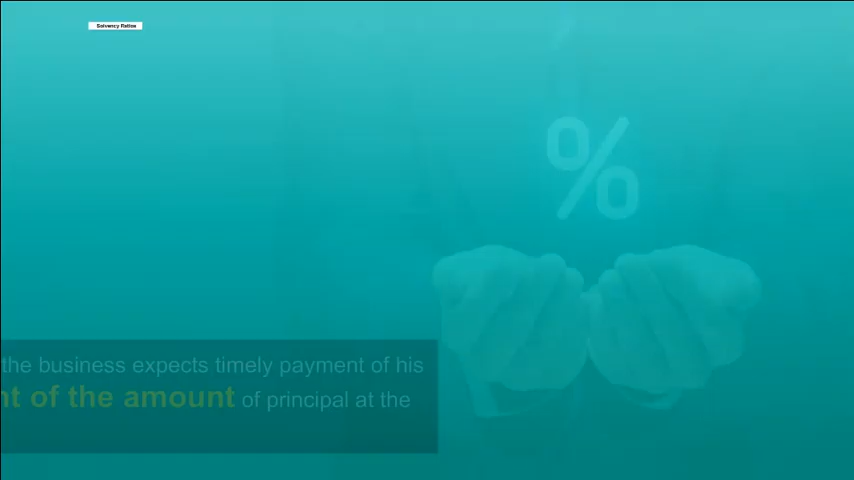 Solvency Ratios
%
the business expects timely payment of his
nt of the amount of principal at the